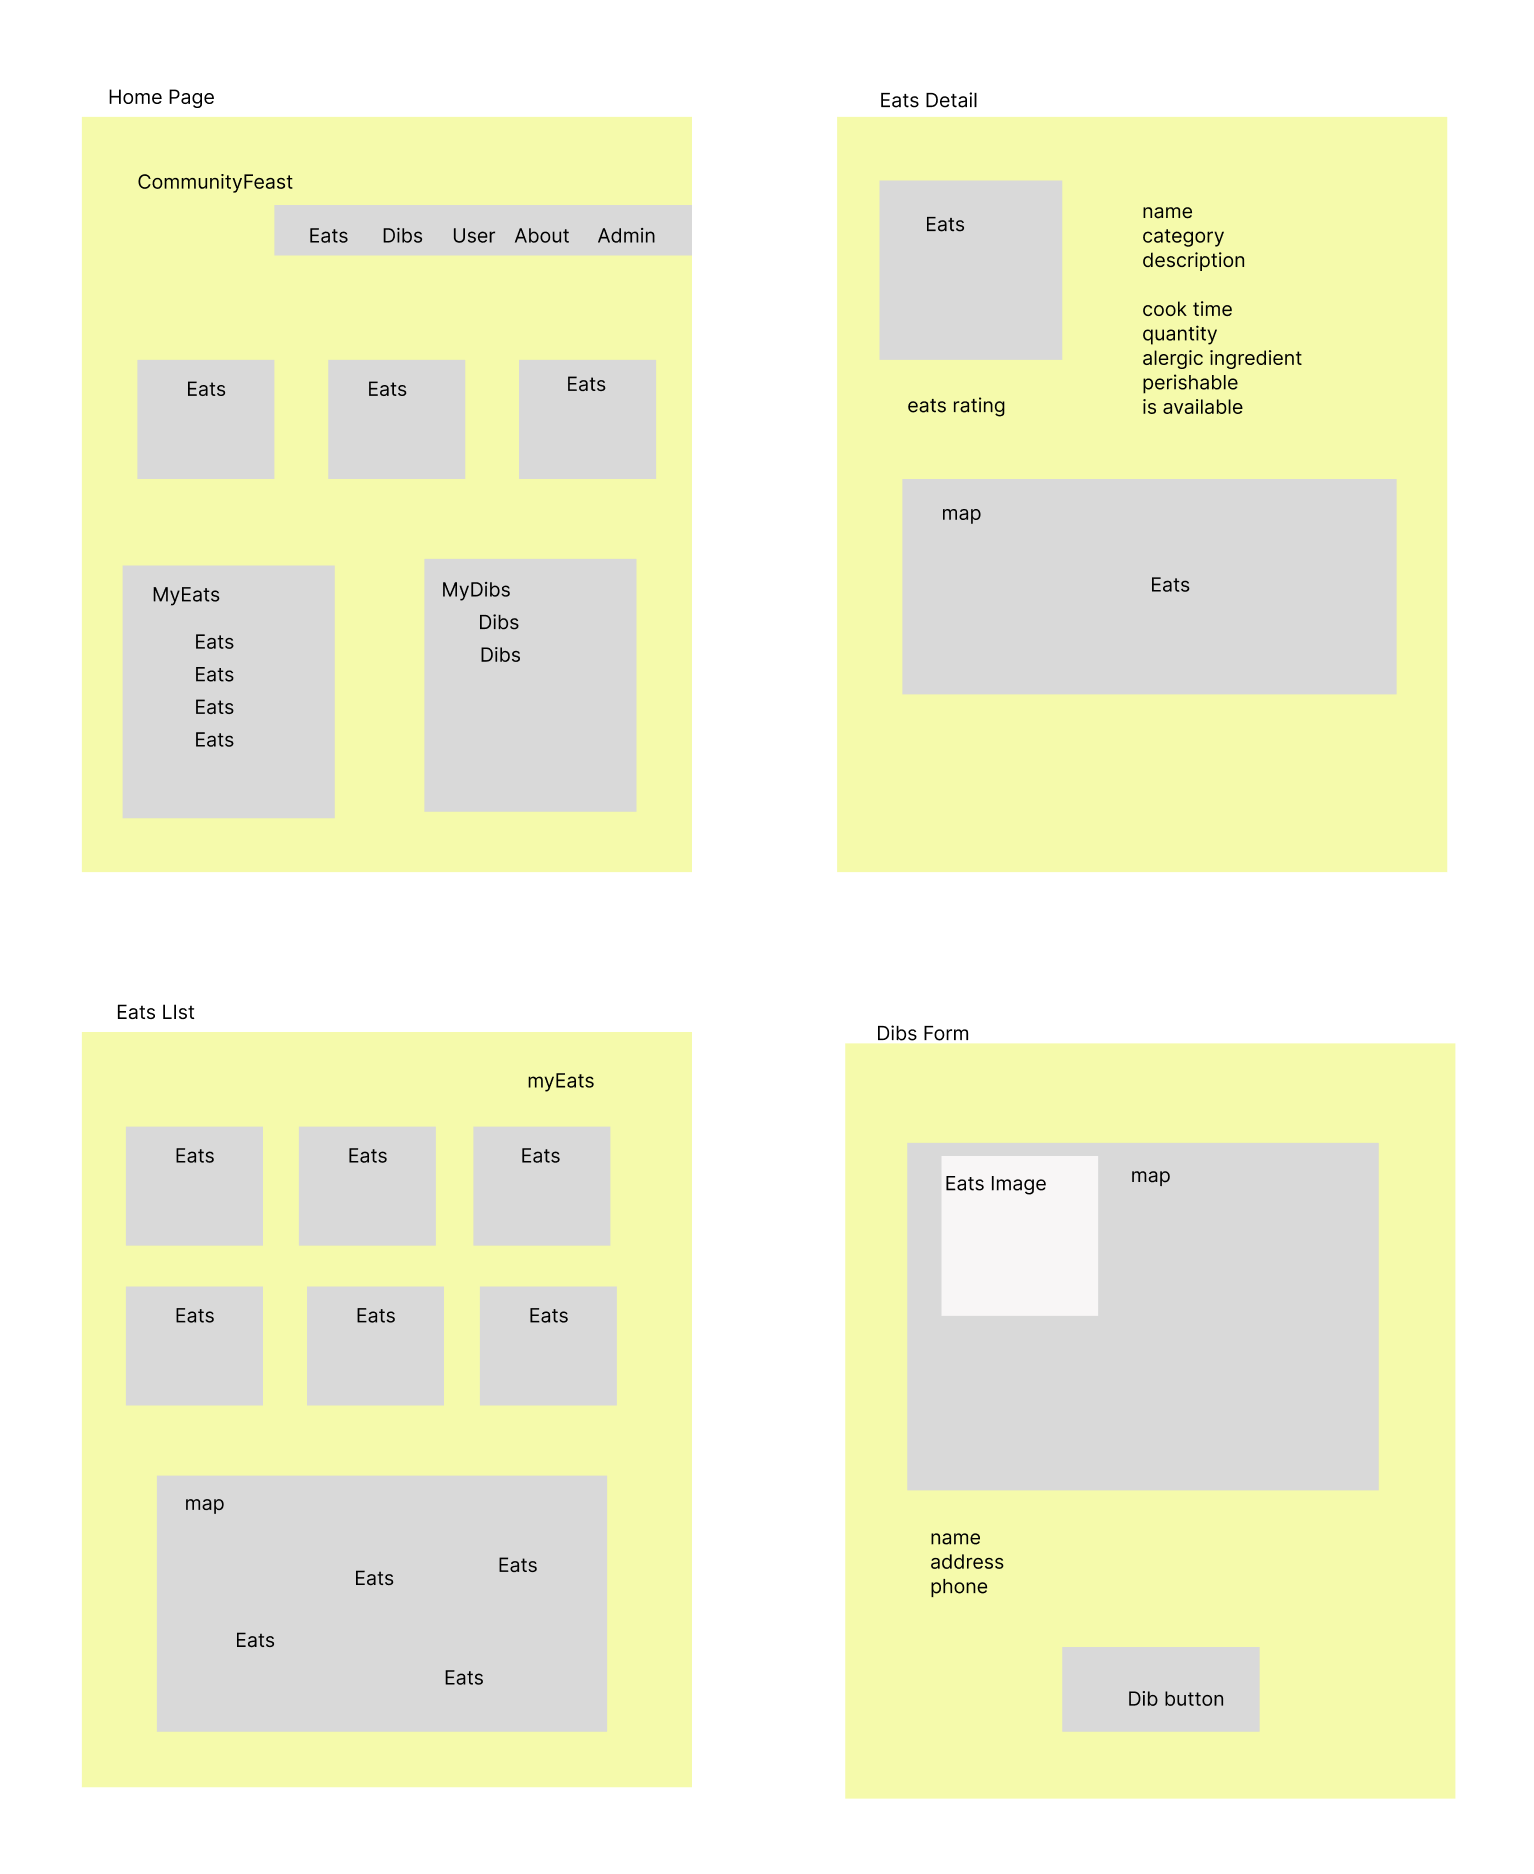 Home Page
CommunityFeast
Eats Dibs User About Admin
Eats Eats Eats
MyEats
Eats
Eats
Eats
Eats
MyDibs
Dibs
Dibs
Eats Detail
Eats
eats rating
name
category
description
cook time
quantity
alergic ingredient
perishable
is available
map
Eats
Eats LIst
myEats
Eats Eats Eats
Eats Eats Eats
map
Eats
Eats
Eats
Eats
Dibs Form
Eats Image
map
name
address
phone
Dib button